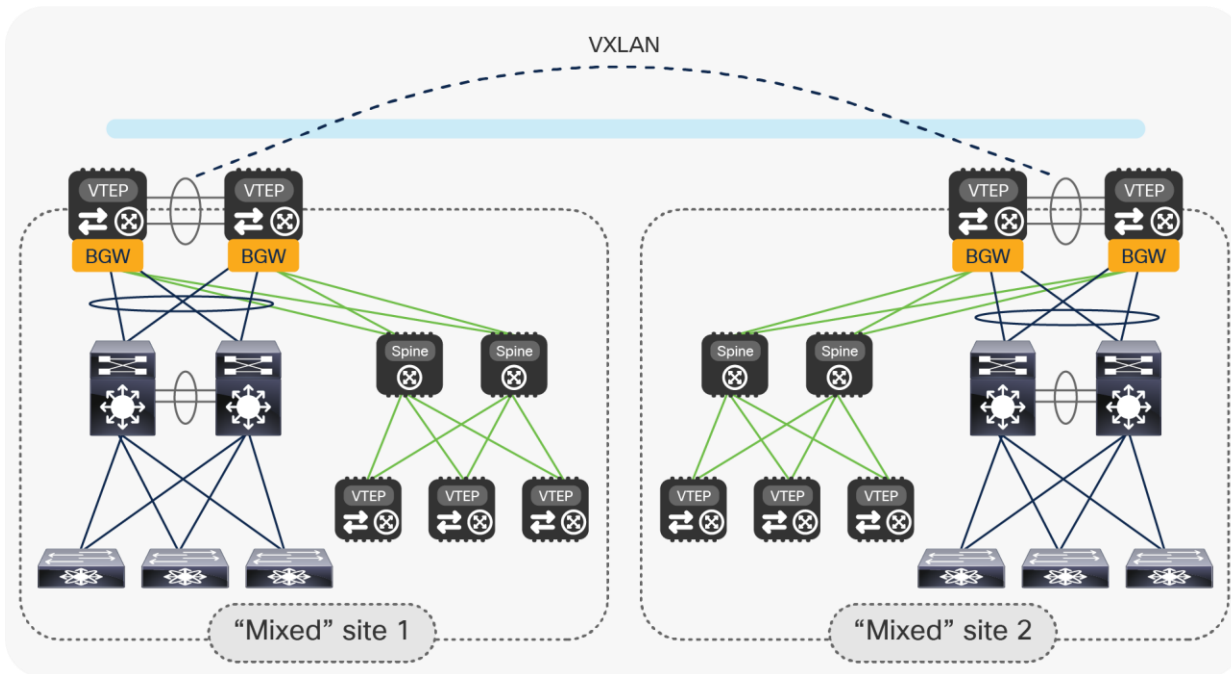 VXLAN
VTEP
VTEP
VTEP
VTEP
BGW
BGW
BGW
BGW
Spine
Spine
Spine
Spine
VTEP
VTEP
VTEP
VTEP
VTEP
VTEP
“Mixed” site 1
“Mixed” site 2